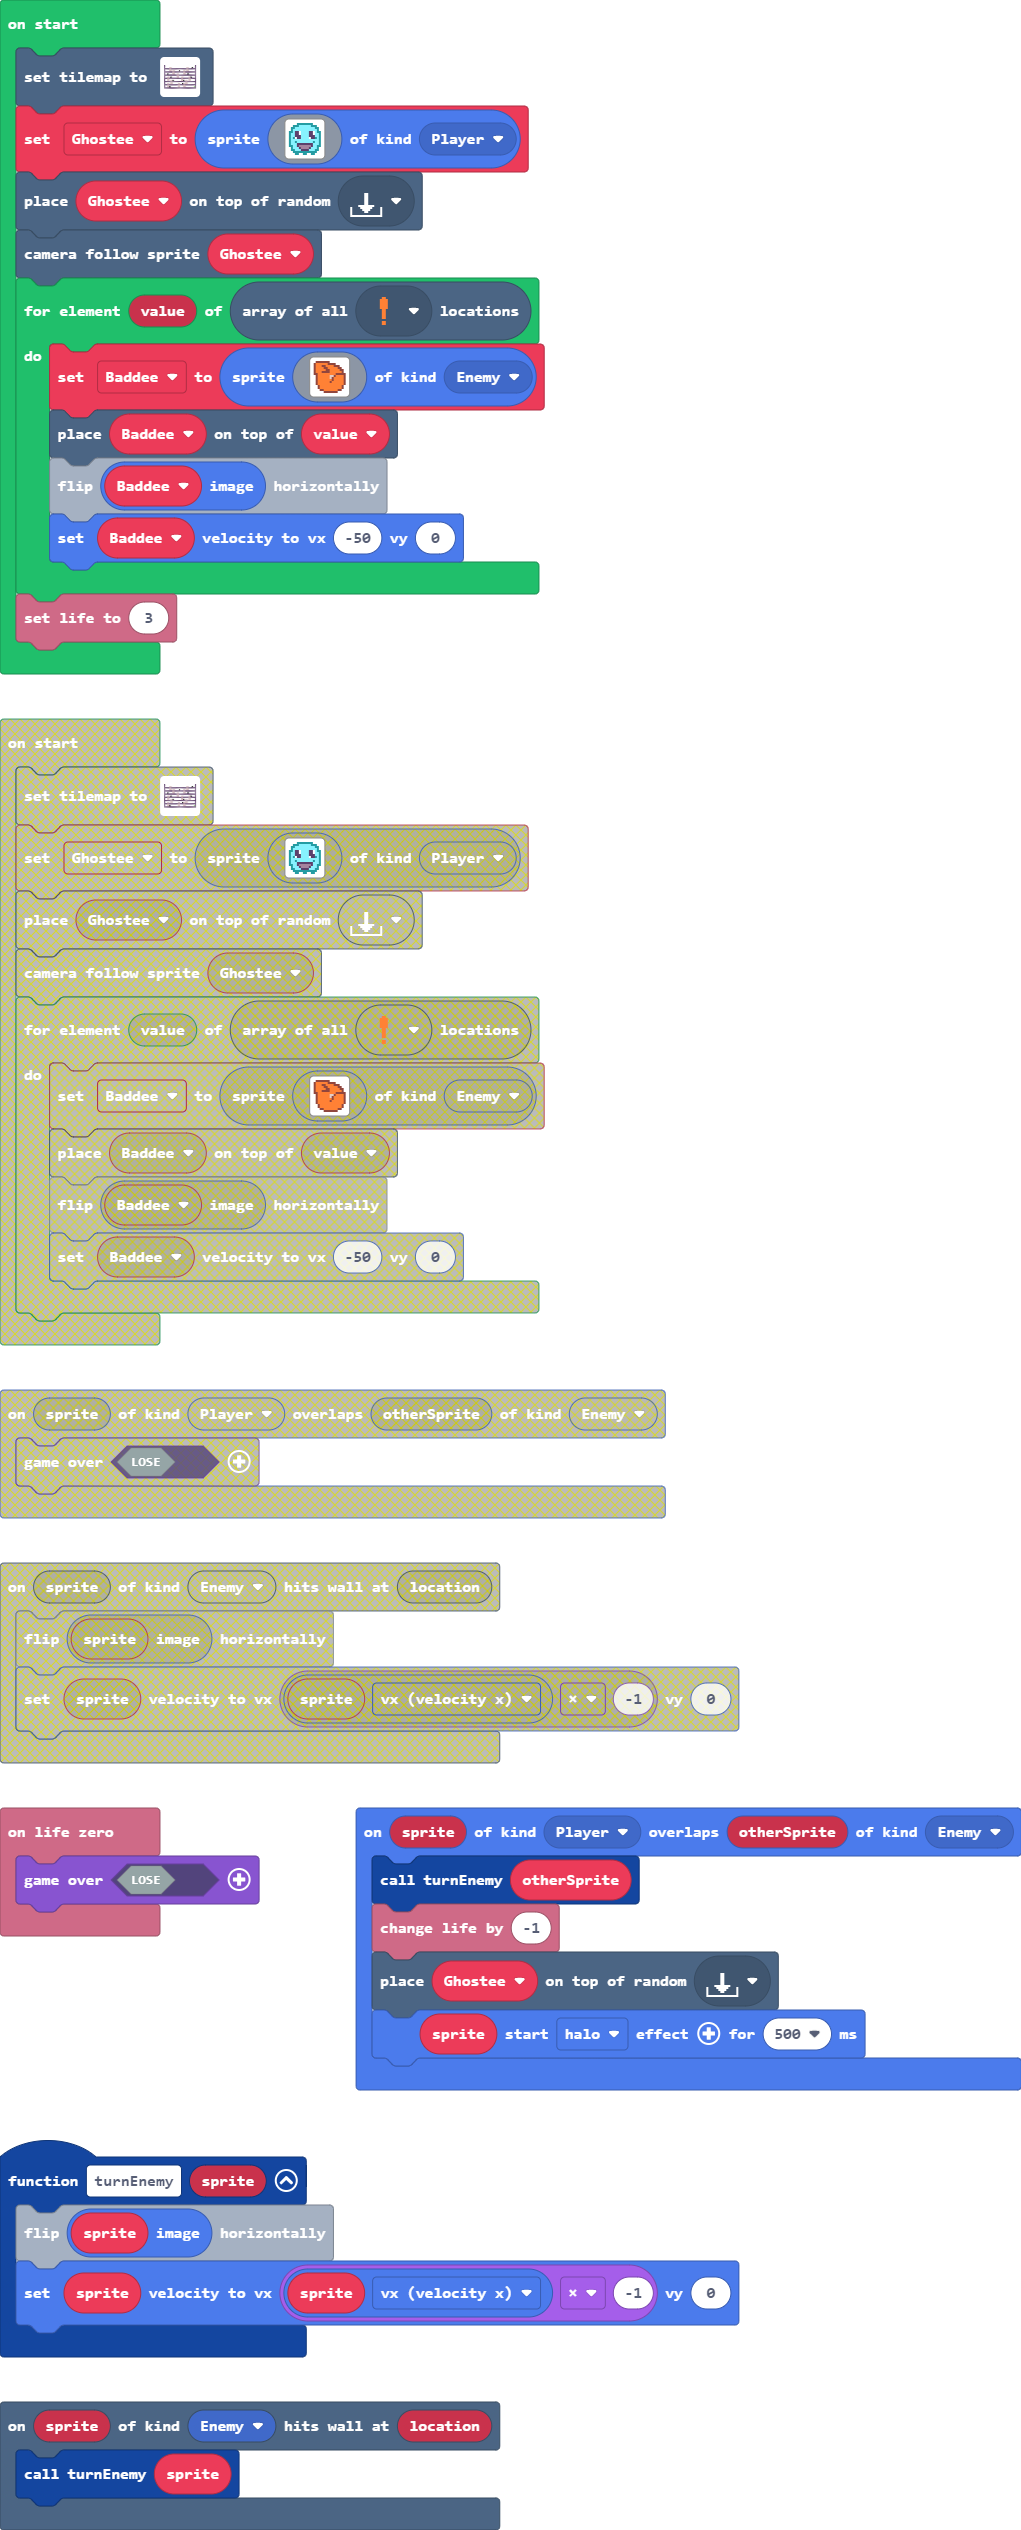 on start
set tilemap to
set Ghostee to sprite of kind Player
place Ghostee on top of random
camera follow sprite Ghostee
for element value of array of all locations
do
set Baddee to sprite of kind Enemy
place Baddee on top of value
flip Baddee image horizontally
set Baddee velocity to vx -50 vy 0
set life to 3
on start
set tilemap to
set Ghostee to sprite of kind Player
place Ghostee on top of random
camera follow sprite Ghostee
for element value of array of all locations
do
set Baddee to sprite of kind Enemy
place Baddee on top of value
flip Baddee image horizontally
set Baddee velocity to vx -50 vy 0
on sprite of kind Player overlaps otherSprite of kind Enemy
game over LOSE
on sprite of kind Enemy hits wall at location
flip sprite image horizontally
set sprite velocity to vx sprite vx (velocity x) × -1 vy 0
on life zero
game over LOSE
on sprite of kind Player overlaps otherSprite of kind Enemy
call turnEnemy otherSprite
change life by -1
place Ghostee on top of random
sprite start halo effect for 500 ms
function turnEnemy sprite
flip sprite image horizontally
set sprite velocity to vx sprite vx (velocity x) × -1 vy 0
on sprite of kind Enemy hits wall at location
call turnEnemy sprite